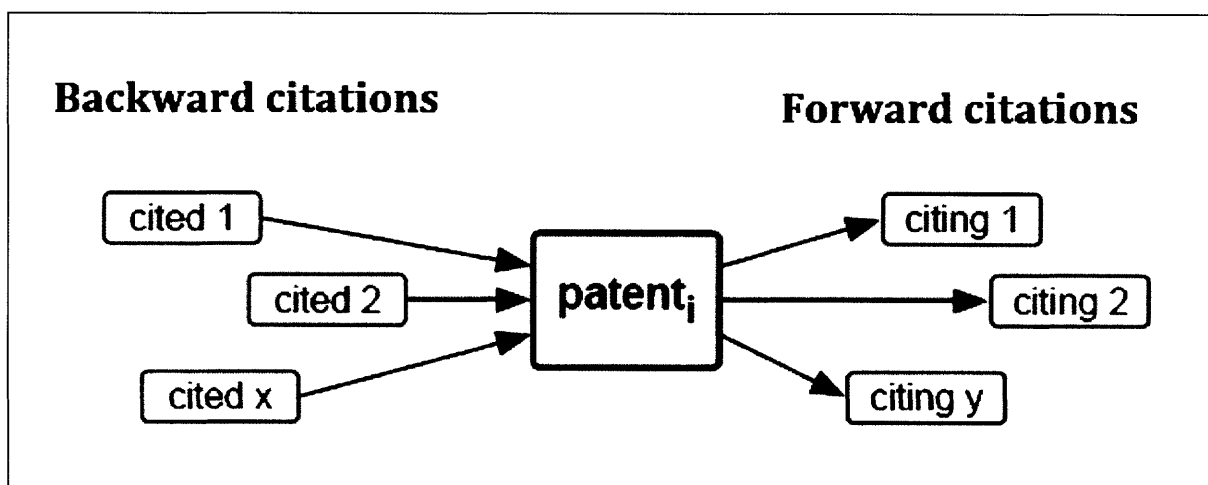 Backward citations
Forward citations
cited 1
citing 1
cited 2
patentᵢ
citing 2
cited x
citing y